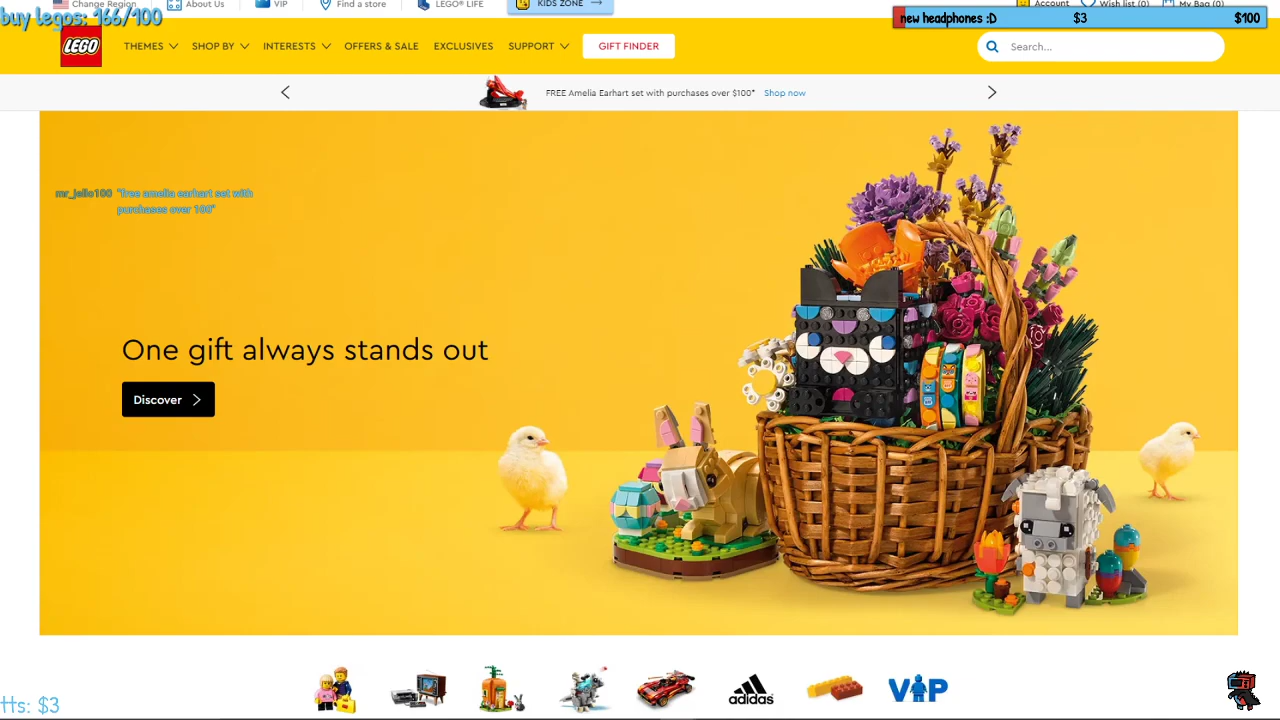 Change Region
About Us
VIP
Find a store
LEGO® LIFE
KIDS ZONE
Account
Wish list (0)
My Bag (0)
buy legos: 166/100
new headphones :D $3 $100
LEGO
THEMES
SHOP BY
INTERESTS
OFFERS & SALE
EXCLUSIVES
SUPPORT
GIFT FINDER
Search...
FREE Amelia Earhart set with purchases over $100* Shop now
mr_jello100 "free amelia earhart set with
purchases over 100"
One gift always stands out
Discover
adidas
VIP
tts: $3